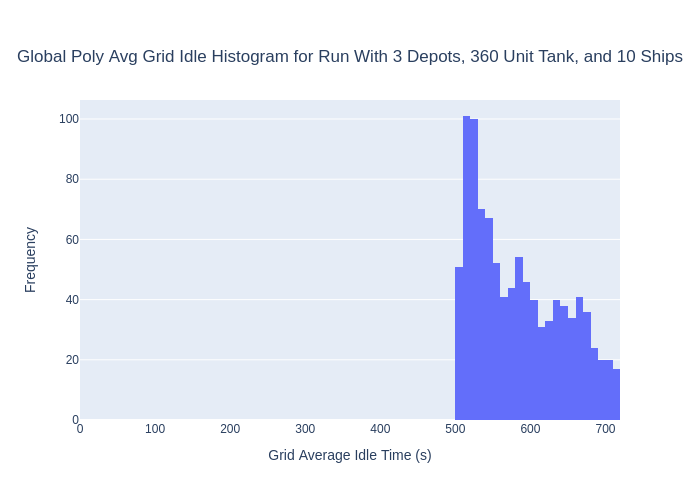 Global Poly Avg Grid Idle Histogram for Run With 3 Depots, 360 Unit Tank, and 10 Ships
100
80
60
40
20
0
Frequency
0 100 200 300 400 500 600 700
Grid Average Idle Time (s)